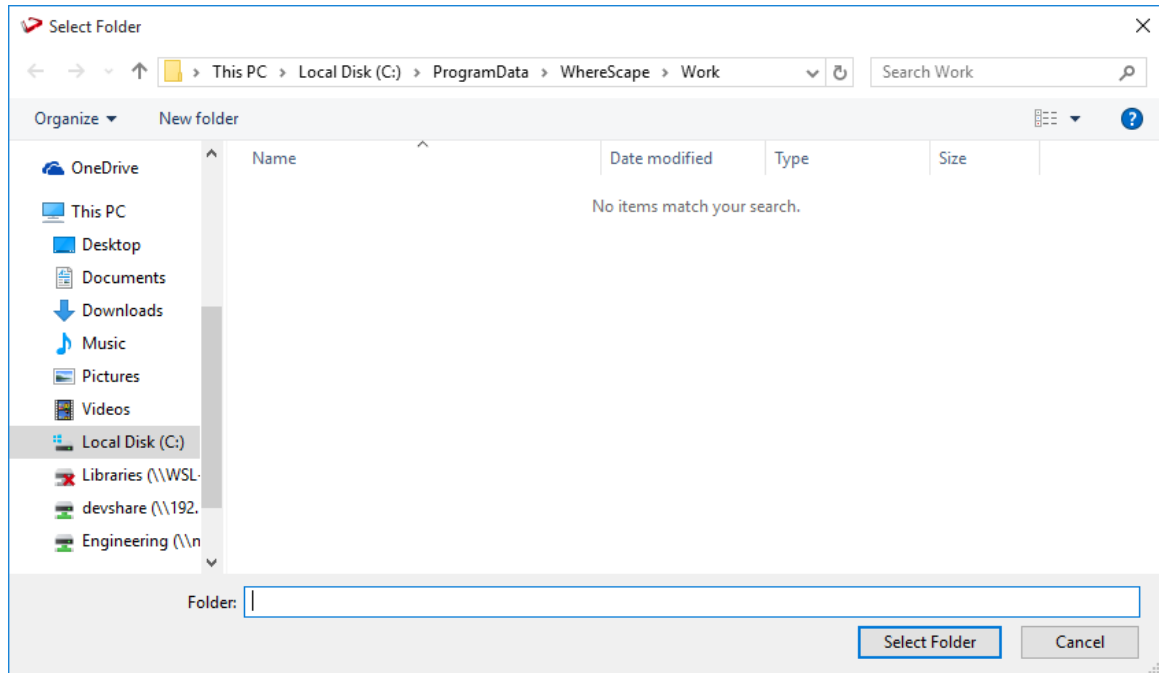 Select Folder
This PC > Local Disk (C:) > ProgramData > WhereScape > Work
Search Work
Organize
New folder
?
Name
Date modified
Type
Size
No items match your search.
OneDrive
This PC
Desktop
Documents
Downloads
Music
Pictures
Videos
Local Disk (C:)
Libraries (\\WSL-
devshare (\\192.
Engineering (\\n
Folder:
Select Folder
Cancel